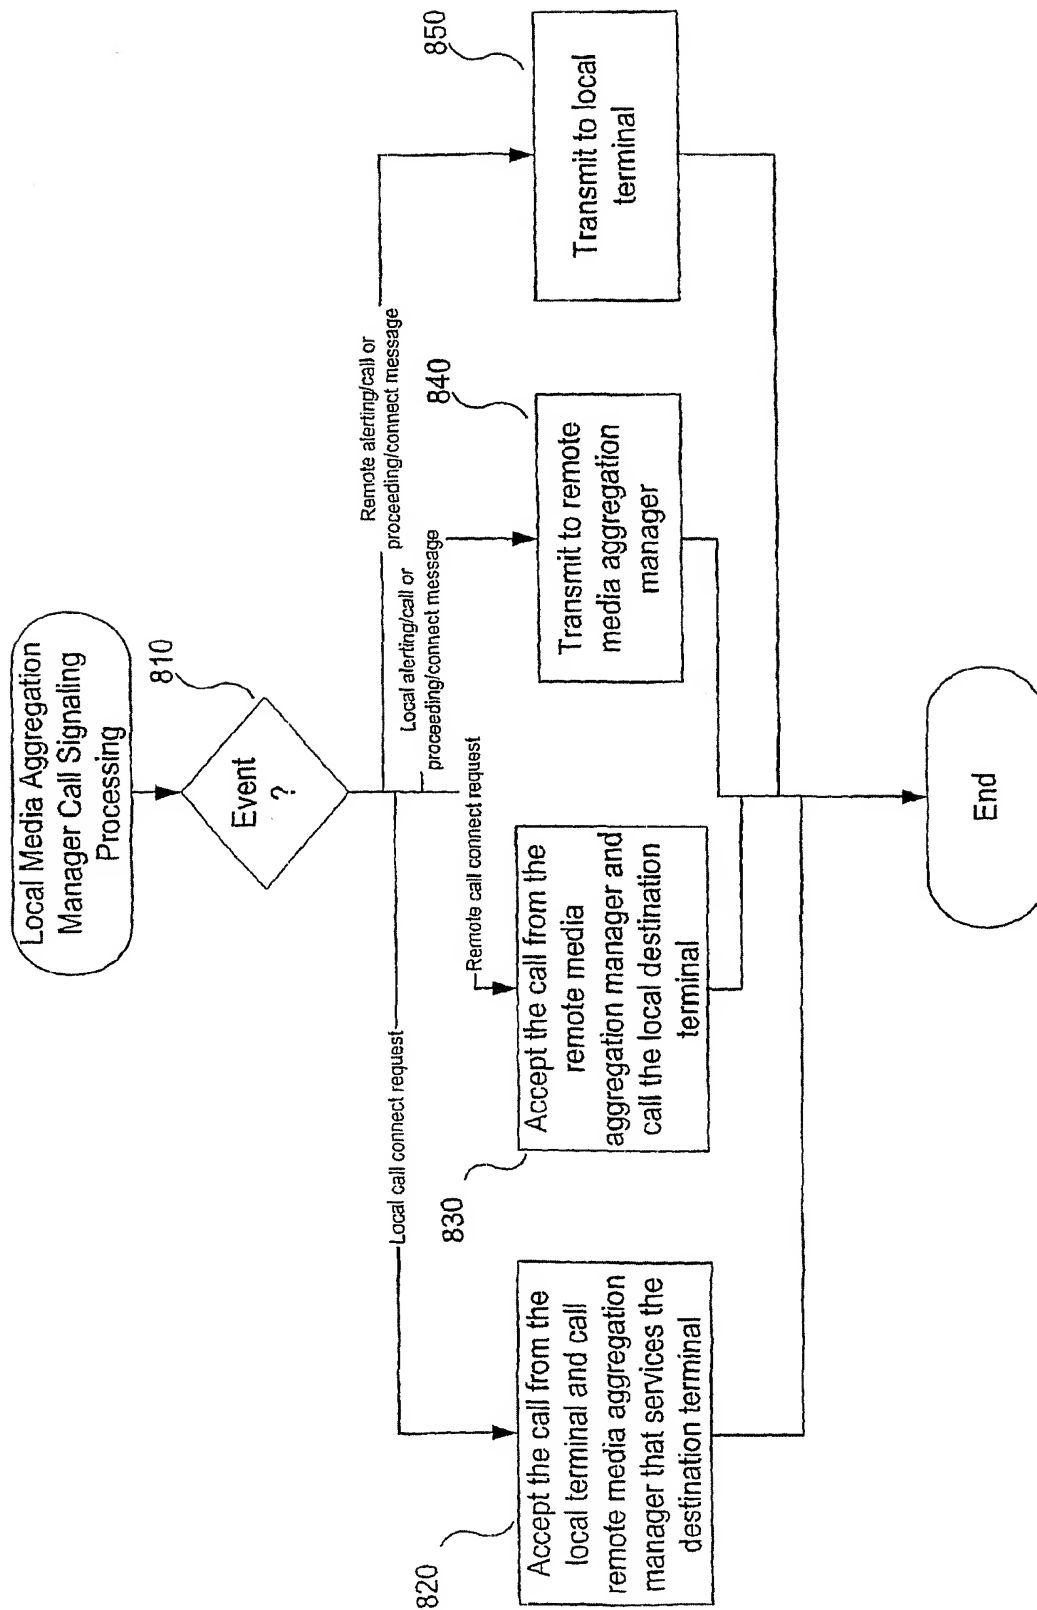 Local Media Aggregation
Manager Call Signaling
Processing
810
Event
?
Local call connect request
Remote call connect request
Local alerting/call or
proceeding/connect message
Remote alerting/call or
proceeding/connect message
820
Accept the call from the
local terminal and call
remote media aggregation
manager that services the
destination terminal
830
Accept the call from the
remote media
aggregation manager and
call the local destination
terminal
840
Transmit to remote
media aggregation
manager
850
Transmit to local
terminal
End